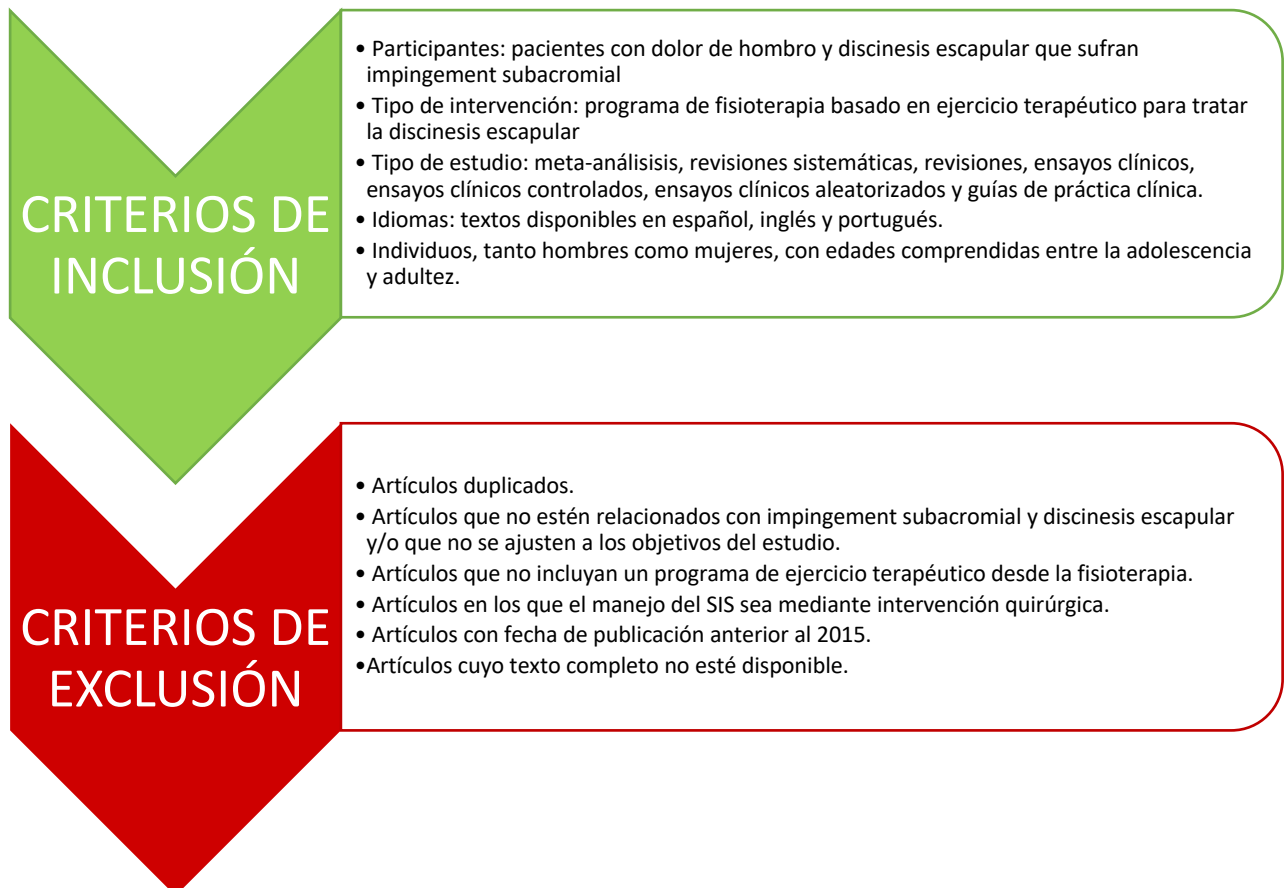 CRITERIOS DE
INCLUSIÓN
• Participantes: pacientes con dolor de hombro y discinesis escapular que sufran
impingement subacromial
• Tipo de intervención: programa de fisioterapia basado en ejercicio terapéutico para tratar
la discinesis escapular
• Tipo de estudio: meta-análisisis, revisiones sistemáticas, revisiones, ensayos clínicos,
ensayos clínicos controlados, ensayos clínicos aleatorizados y guías de práctica clínica.
• Idiomas: textos disponibles en español, inglés y portugués.
• Individuos, tanto hombres como mujeres, con edades comprendidas entre la adolescencia
y adultez.
CRITERIOS DE
EXCLUSIÓN
• Artículos duplicados.
• Artículos que no estén relacionados con impingement subacromial y discinesis escapular
y/o que no se ajusten a los objetivos del estudio.
• Artículos que no incluyan un programa de ejercicio terapéutico desde la fisioterapia.
• Artículos en los que el manejo del SIS sea mediante intervención quirúrgica.
• Artículos con fecha de publicación anterior al 2015.
•Artículos cuyo texto completo no esté disponible.